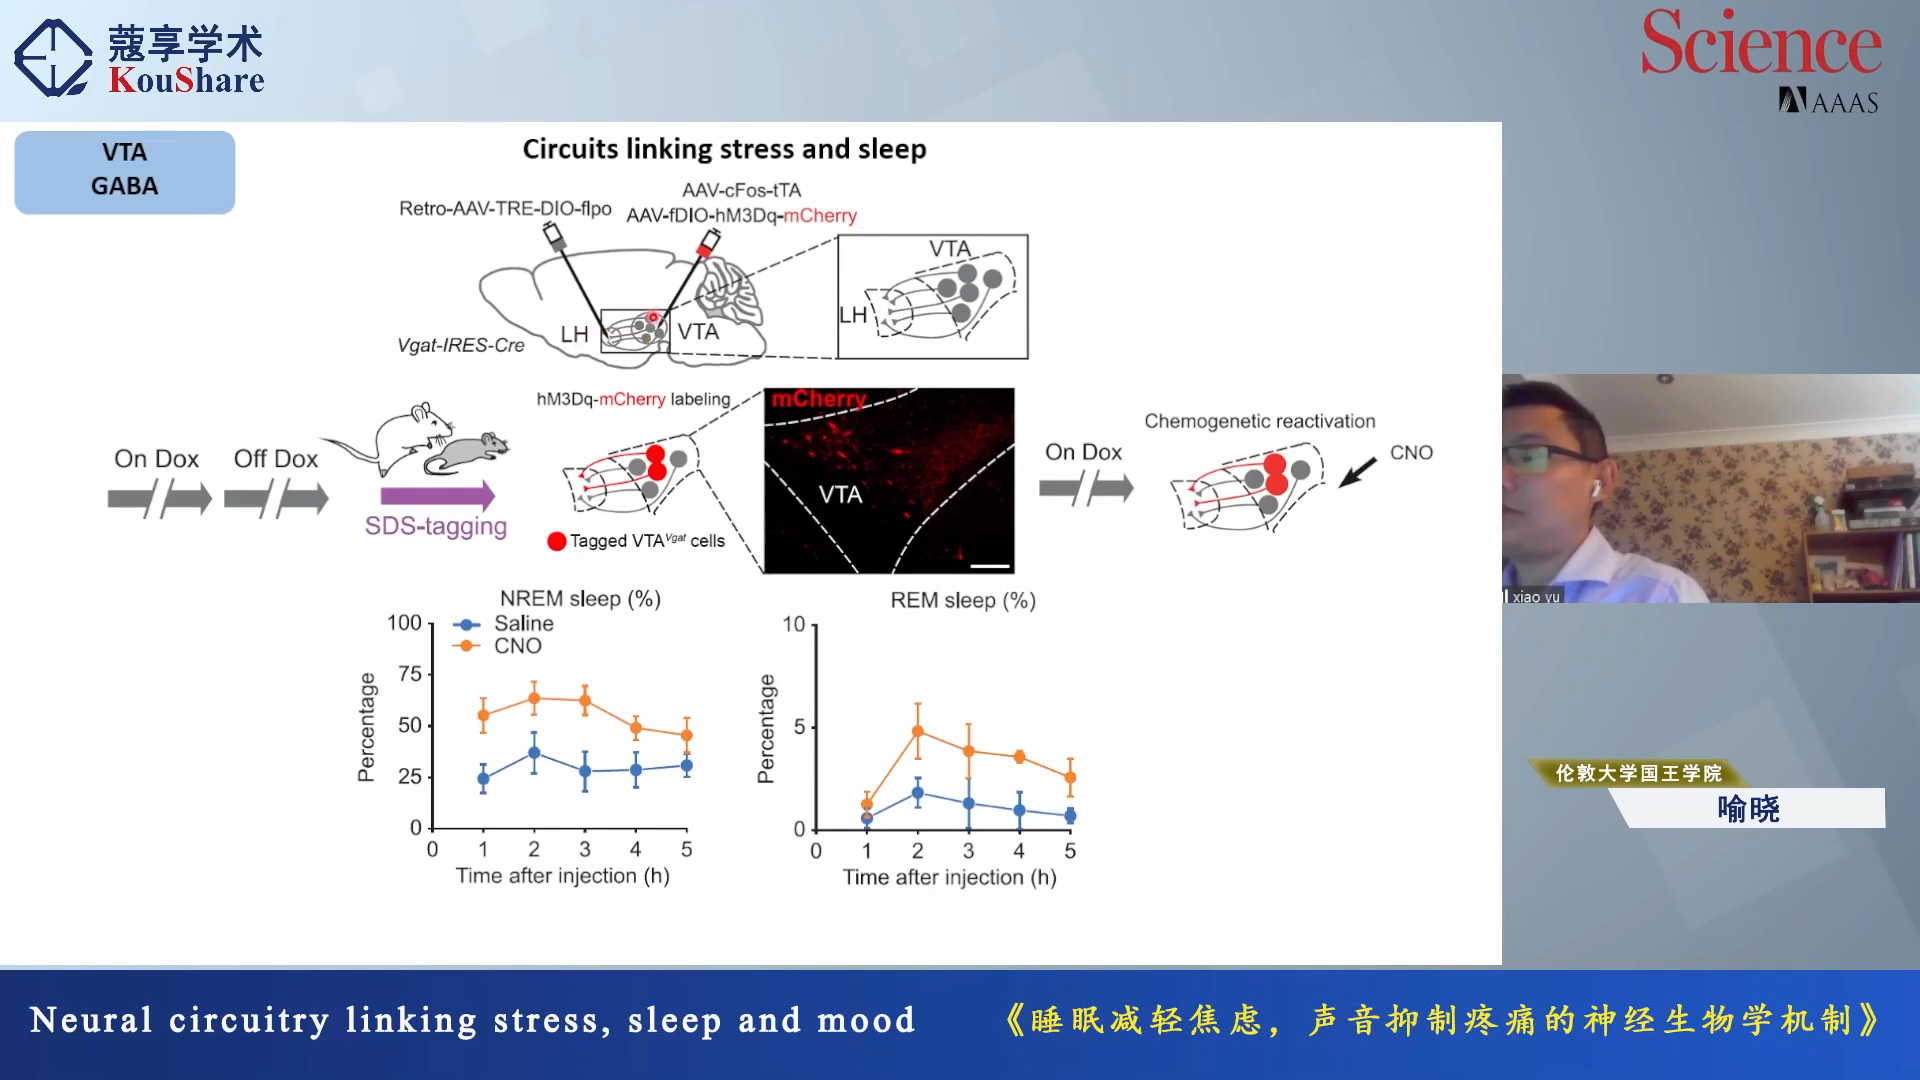 蔻享学术
KouShare
Science
AAAS
VTA
GABA
Circuits linking stress and sleep
Retro-AAV-TRE-DIO-flpo
AAV-cFos-tTA
AAV-fDIO-hM3Dq-mCherry
VTA
LH
LH
VTA
Vgat-IRES-Cre
hM3Dq-mCherry labeling
mCherry
VTA
On Dox
Off Dox
SDS-tagging
Tagged VTA^Vgat cells
On Dox
Chemogenetic reactivation
CNO
NREM sleep (%)
Saline
CNO
Percentage
100
75
50
25
0
0 1 2 3 4 5
Time after injection (h)
REM sleep (%)
Percentage
10
5
0
0 1 2 3 4 5
Time after injection (h)
xiao yu
伦敦大学国王学院
喻晓
Neural circuitry linking stress, sleep and mood
《睡眠减轻焦虑，声音抑制疼痛的神经生物学机制》